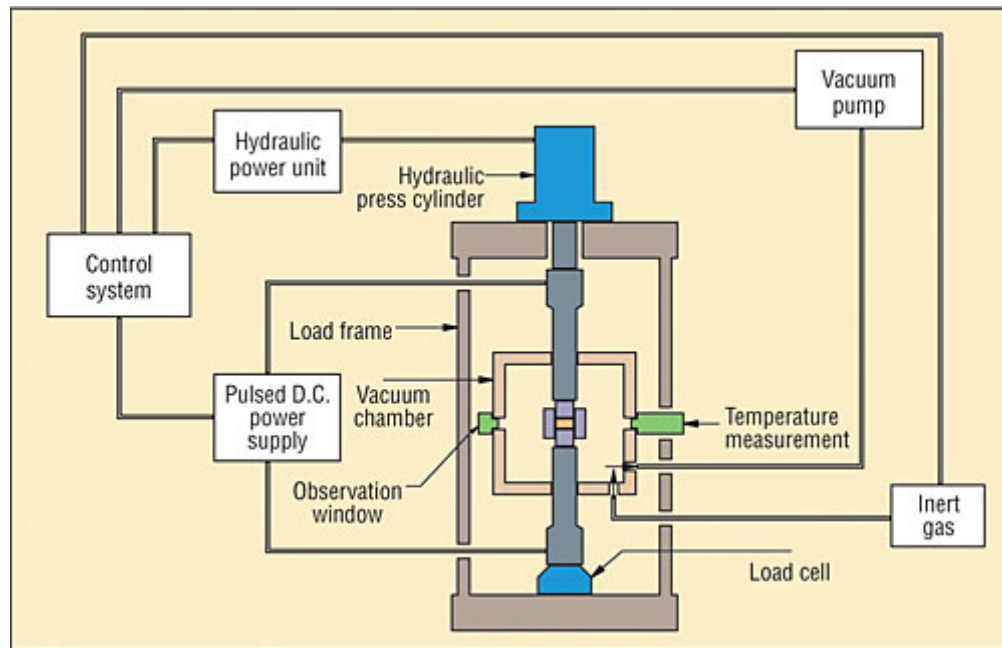 Vacuum
pump
Hydraulic
power unit
Hydraulic
press cylinder
Control
system
Load frame
Pulsed D.C.
power
supply
Vacuum
chamber
Temperature
measurement
Observation
window
Inert
gas
Load cell